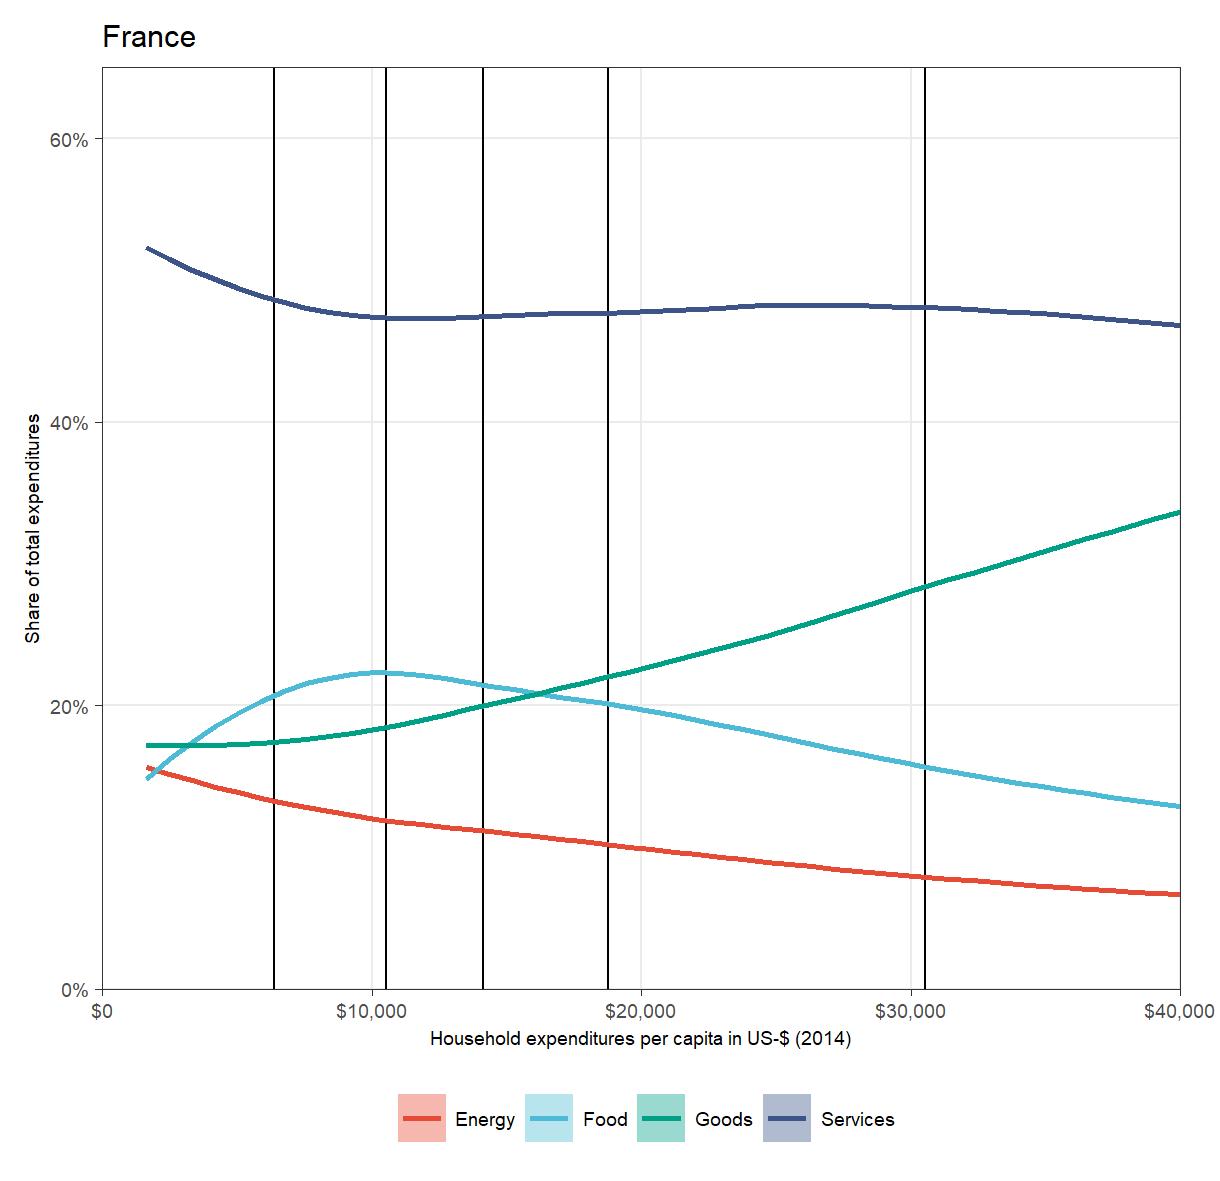 France
60%
40%
20%
0%
Share of total expenditures
$0 $10,000 $20,000 $30,000 $40,000
Household expenditures per capita in US-$ (2014)
Energy Food Goods Services